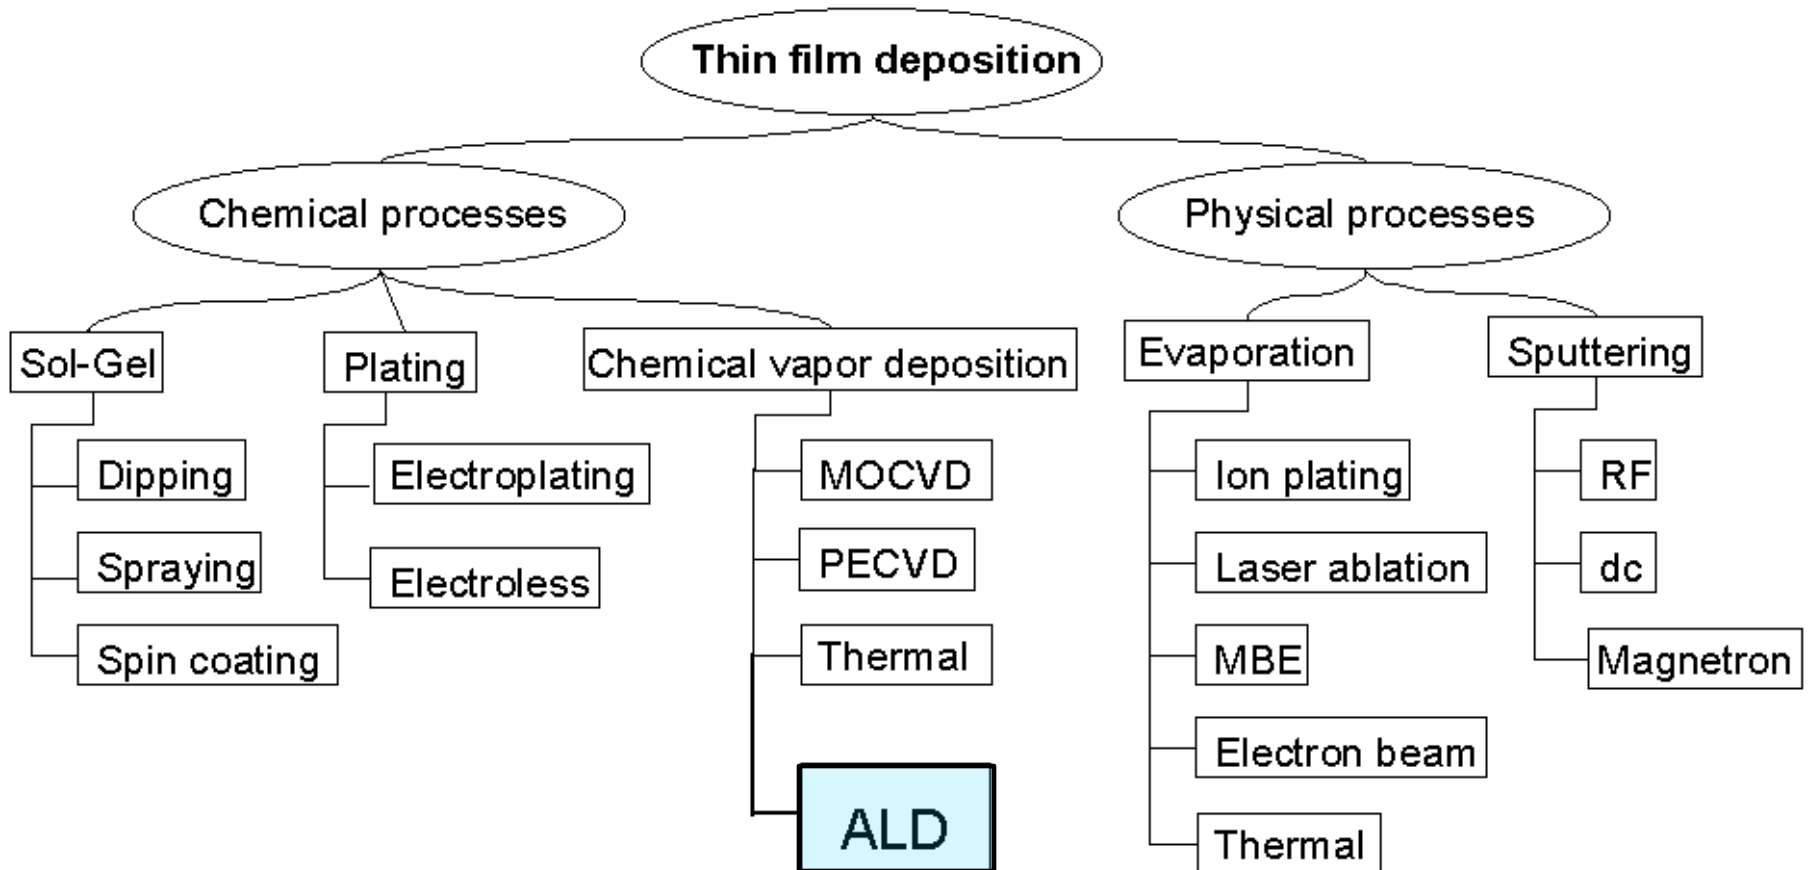 Thin film deposition
Chemical processes
Physical processes
Sol-Gel
Plating
Chemical vapor deposition
Evaporation
Sputtering
Dipping
Spraying
Spin coating
Electroplating
Electroless
MOCVD
PECVD
Thermal
ALD
Ion plating
Laser ablation
MBE
Electron beam
Thermal
RF
dc
Magnetron